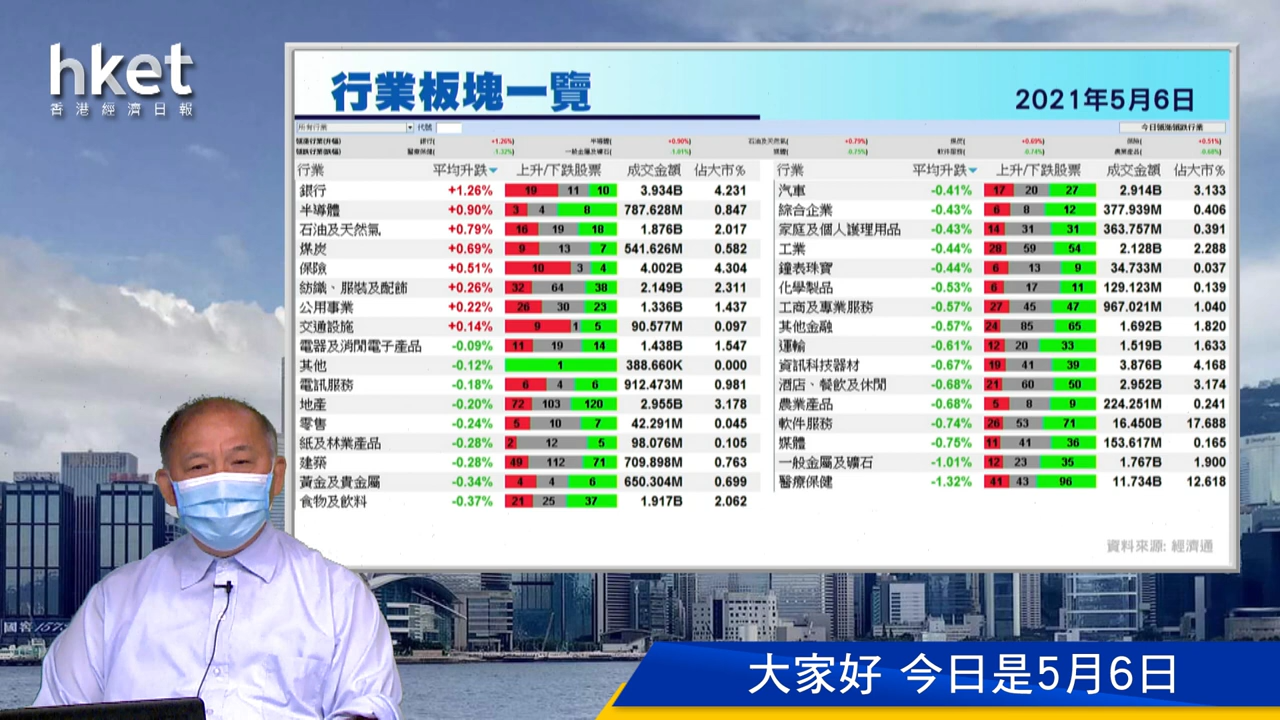 hket
香港經濟日報
行業板塊一覽
2021年5月6日
所有行業 代號 今日領漲領跌行業
+1.26% +0.90% +0.79% +0.69% +0.51%
行業 平均升跌 上升/下跌股票 成交金額 佔大市%
銀行 +1.26% 19 11 10 3.934B 4.231
半導體 +0.90% 3 4 8 787.628M 0.847
石油及天然氣 +0.79% 16 19 18 1.876B 2.017
煤炭 +0.69% 9 13 7 541.626M 0.582
保險 +0.51% 10 3 4 4.002B 4.304
紡織、服裝及配飾 +0.26% 32 64 38 2.149B 2.311
公用事業 +0.22% 26 30 23 1.336B 1.437
交通設施 +0.14% 9 1 5 90.577M 0.097
電器及消閒電子產品 -0.09% 11 19 14 1.438B 1.547
其他 -0.12% 1 388.660K 0.000
電訊服務 -0.18% 6 4 6 912.473M 0.981
地產 -0.20% 72 103 120 2.955B 3.178
零售 -0.24% 5 10 7 42.291M 0.045
紙及林業產品 -0.28% 2 12 5 98.076M 0.105
建築 -0.28% 49 112 71 709.898M 0.763
黃金及貴金屬 -0.34% 4 4 6 650.304M 0.699
食物及飲料 -0.37% 21 25 37 1.917B 2.062
行業 平均升跌 上升/下跌股票 成交金額 佔大市%
汽車 -0.41% 17 20 27 2.914B 3.133
綜合企業 -0.43% 6 8 12 377.939M 0.406
家庭及個人護理用品 -0.43% 14 31 31 363.757M 0.391
工業 -0.44% 28 59 54 2.128B 2.288
鐘表珠寶 -0.44% 6 13 9 34.733M 0.037
化學製品 -0.53% 6 17 11 129.123M 0.139
工商及專業服務 -0.57% 27 45 47 967.021M 1.040
其他金融 -0.57% 24 85 65 1.692B 1.820
運輸 -0.61% 12 20 33 1.519B 1.633
資訊科技器材 -0.67% 19 41 39 3.876B 4.168
酒店、餐飲及休閒 -0.68% 21 60 50 2.952B 3.174
農業產品 -0.68% 5 8 9 224.251M 0.241
軟件服務 -0.74% 26 53 71 16.450B 17.688
媒體 -0.75% 11 41 36 153.617M 0.165
一般金屬及礦石 -1.01% 12 23 35 1.767B 1.900
醫療保健 -1.32% 41 43 96 11.734B 12.618
資料來源: 經濟通
大家好 今日是5月6日